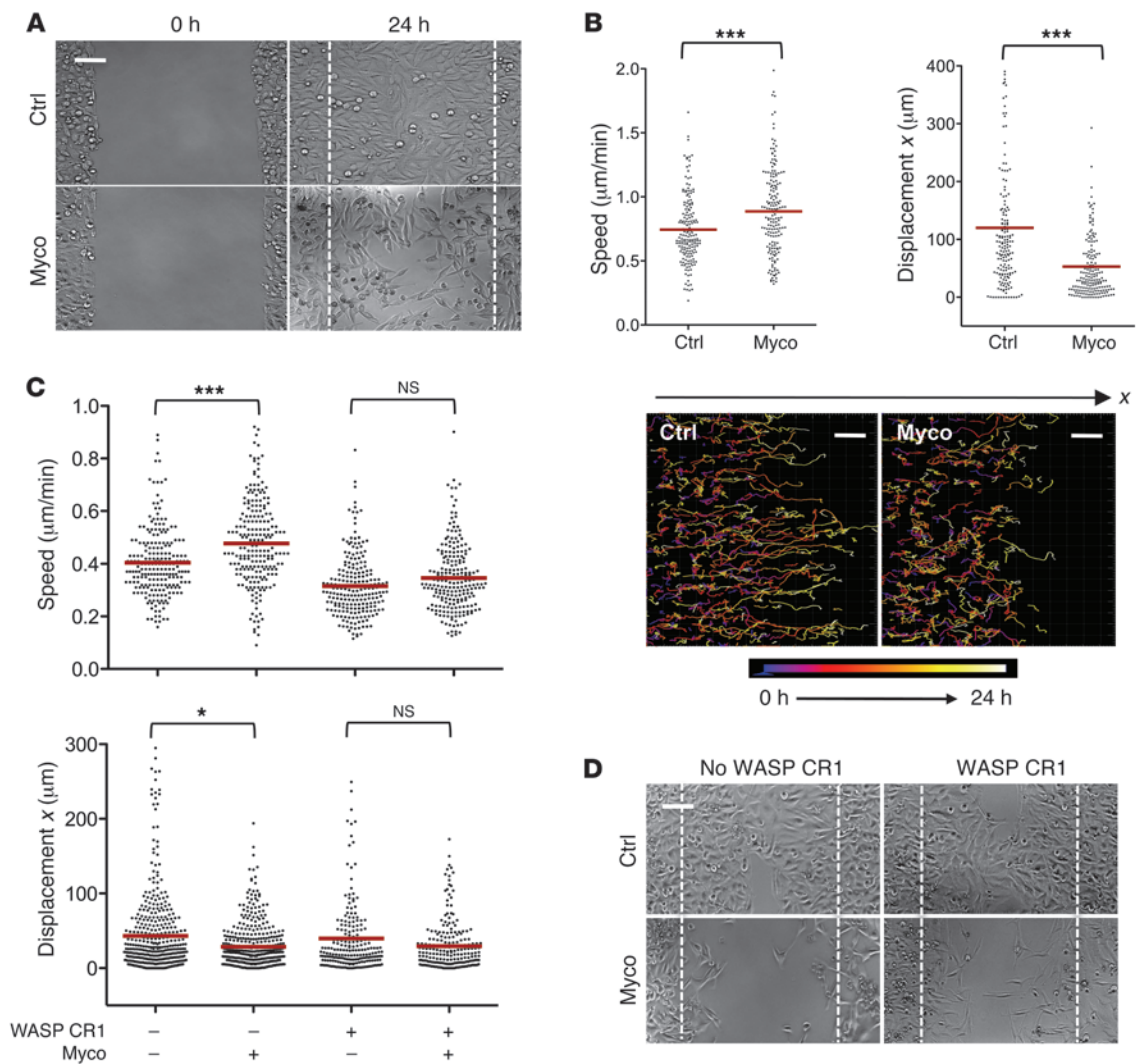 A
0 h
24 h
Ctrl
Myco
B
***
***
Speed (µm/min)
2.0
1.5
1.0
0.5
0.0
Ctrl
Myco
Displacement x (µm)
400
300
200
100
0
Ctrl
Myco
x
Ctrl
Myco
0 h
24 h
C
***
NS
Speed (µm/min)
1.0
0.8
0.6
0.4
0.2
0.0
*
NS
Displacement x (µm)
300
200
100
0
WASP CR1 – – + +
Myco – + – +
D
No WASP CR1
WASP CR1
Ctrl
Myco